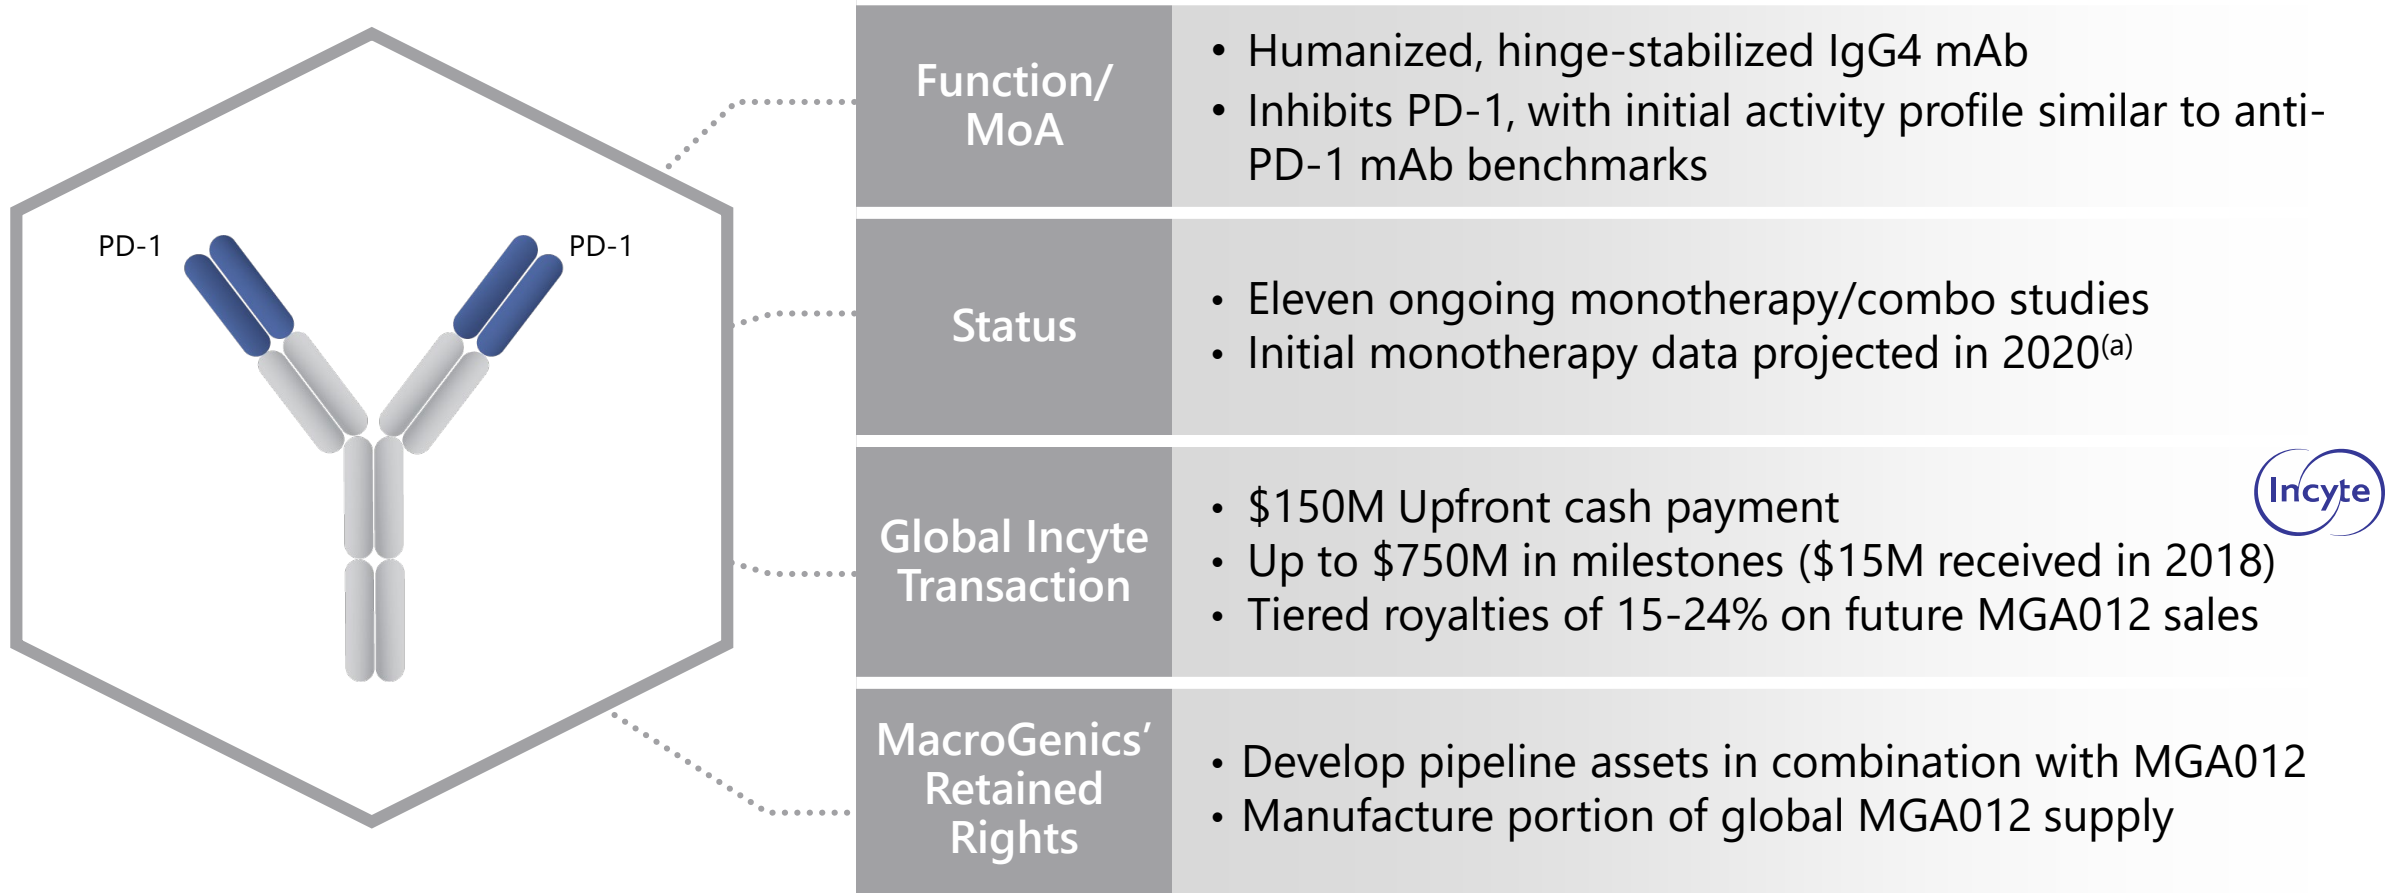 PD-1
PD-1
Function/
MoA
• Humanized, hinge-stabilized IgG4 mAb
• Inhibits PD-1, with initial activity profile similar to anti-
PD-1 mAb benchmarks
Status
• Eleven ongoing monotherapy/combo studies
• Initial monotherapy data projected in 2020(a)
Global Incyte
Transaction
• $150M Upfront cash payment
• Up to $750M in milestones ($15M received in 2018)
• Tiered royalties of 15-24% on future MGA012 sales
Incyte
MacroGenics’
Retained
Rights
• Develop pipeline assets in combination with MGA012
• Manufacture portion of global MGA012 supply